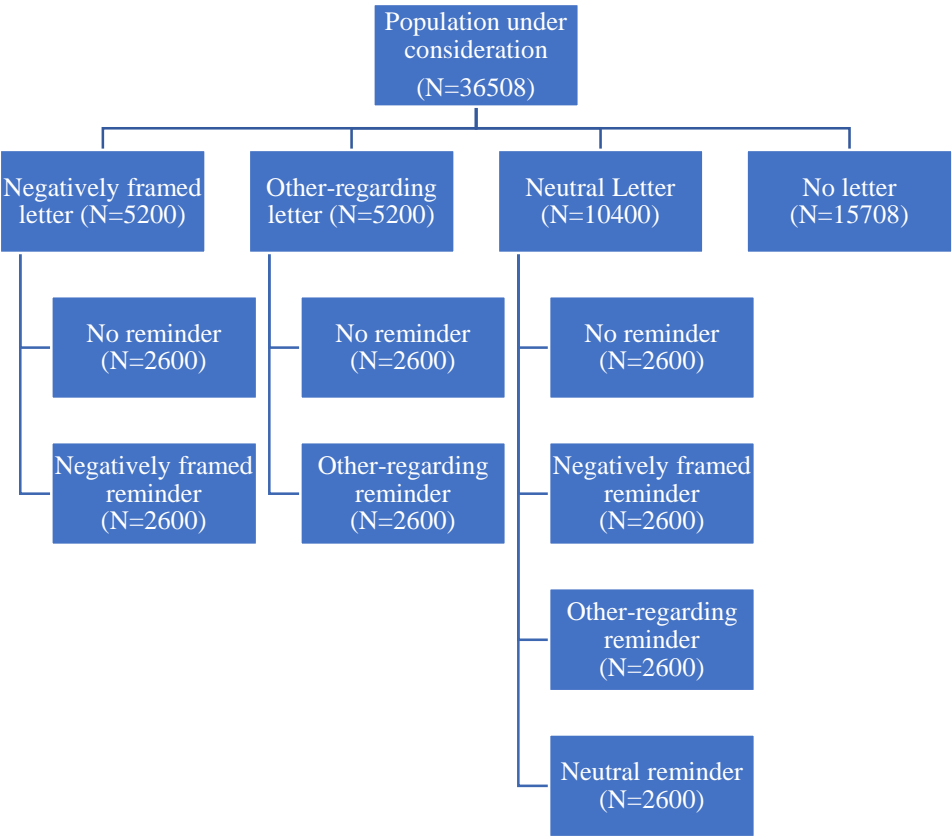 Population under
consideration
(N=36508)
Negatively framed
letter (N=5200)
Other-regarding
letter (N=5200)
Neutral Letter
(N=10400)
No letter
(N=15708)
No reminder
(N=2600)
No reminder
(N=2600)
No reminder
(N=2600)
Negatively framed
reminder
(N=2600)
Other-regarding
reminder
(N=2600)
Negatively framed
reminder
(N=2600)
Other-regarding
reminder
(N=2600)
Neutral reminder
(N=2600)